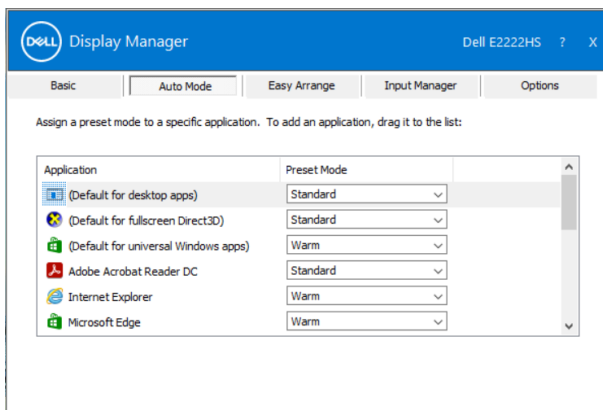 DELL Display Manager Dell E2222HS ? X
Basic Auto Mode Easy Arrange Input Manager Options
Assign a preset mode to a specific application. To add an application, drag it to the list:
Application Preset Mode
(Default for desktop apps) Standard
(Default for fullscreen Direct3D) Standard
(Default for universal Windows apps) Warm
Adobe Acrobat Reader DC Standard
Internet Explorer Warm
Microsoft Edge Warm